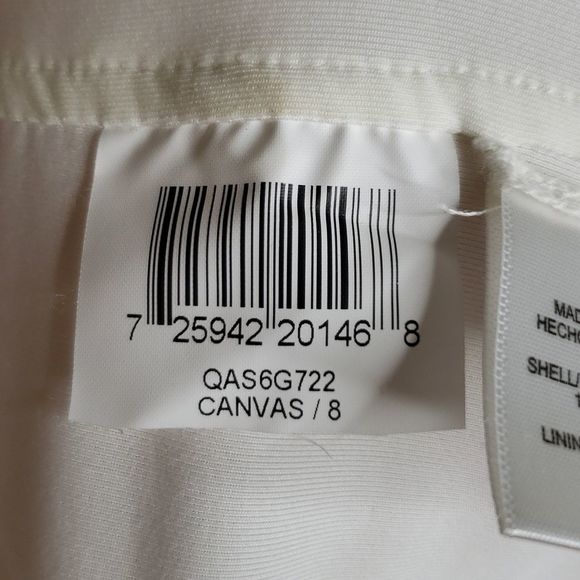 7 25942 20146 8
QAS6G722
CANVAS / 8
MAD
HECHO
SHELL/
LININ